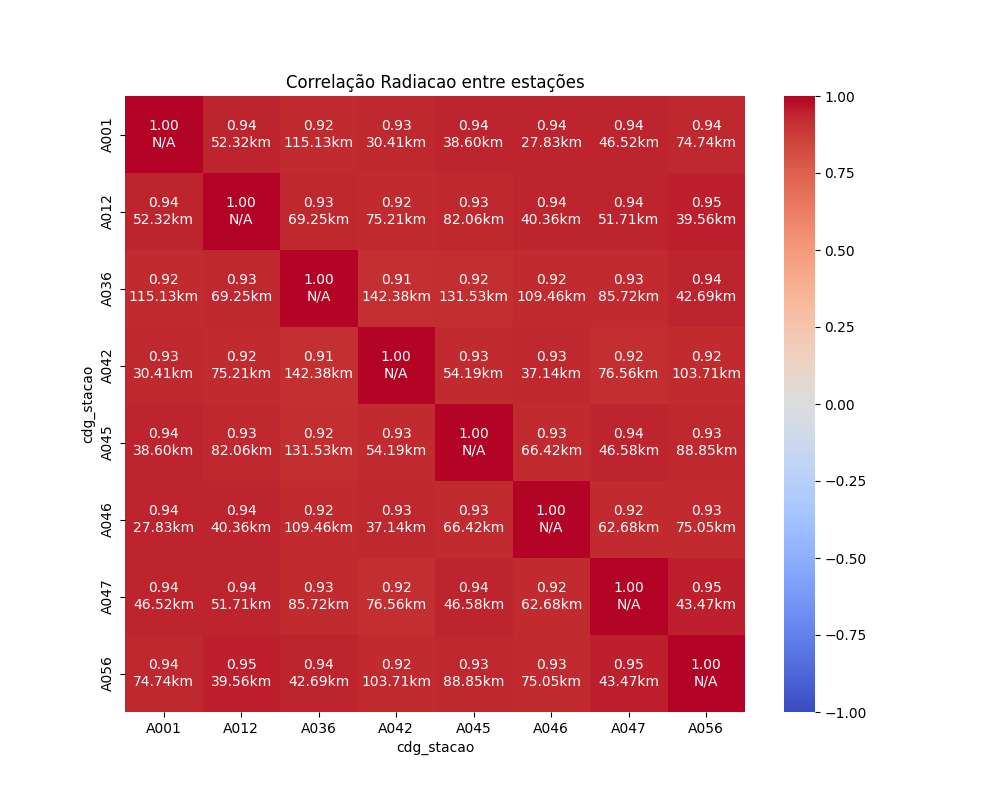 Correlação Radiacao entre estações
cdg_stacao
A001
1.00 0.94 0.92 0.93 0.94 0.94 0.94 0.94
N/A 52.32km 115.13km 30.41km 38.60km 27.83km 46.52km 74.74km
A012
0.94 1.00 0.93 0.92 0.93 0.94 0.94 0.95
52.32km N/A 69.25km 75.21km 82.06km 40.36km 51.71km 39.56km
A036
0.92 0.93 1.00 0.91 0.92 0.92 0.93 0.94
115.13km 69.25km N/A 142.38km 131.53km 109.46km 85.72km 42.69km
A042
0.93 0.92 0.91 1.00 0.93 0.93 0.92 0.92
30.41km 75.21km 142.38km N/A 54.19km 37.14km 76.56km 103.71km
A045
0.94 0.93 0.92 0.93 1.00 0.93 0.94 0.93
38.60km 82.06km 131.53km 54.19km N/A 66.42km 46.58km 88.85km
A046
0.94 0.94 0.92 0.93 0.93 1.00 0.92 0.93
27.83km 40.36km 109.46km 37.14km 66.42km N/A 62.68km 75.05km
A047
0.94 0.94 0.93 0.92 0.94 0.92 1.00 0.95
46.52km 51.71km 85.72km 76.56km 46.58km 62.68km N/A 43.47km
A056
0.94 0.95 0.94 0.92 0.93 0.93 0.95 1.00
74.74km 39.56km 42.69km 103.71km 88.85km 75.05km 43.47km N/A
A001 A012 A036 A042 A045 A046 A047 A056
cdg_stacao
1.00
0.75
0.50
0.25
0.00
−0.25
−0.50
−0.75
−1.00